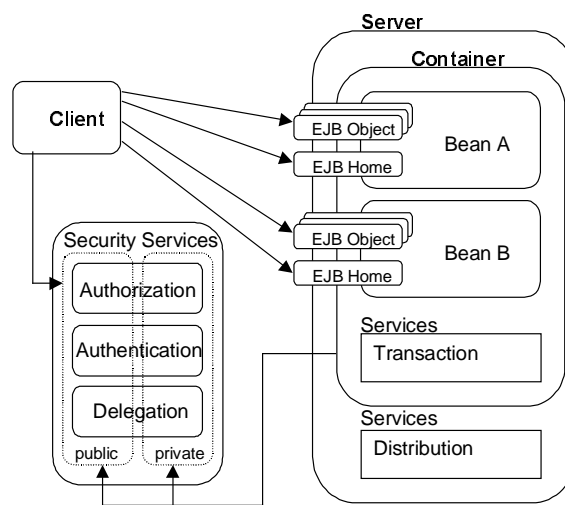 Server
Container
Client
EJB Object
Bean A
EJB Home
EJB Object
Bean B
EJB Home
Security Services
Authorization
Authentication
Delegation
public private
Services
Transaction
Services
Distribution